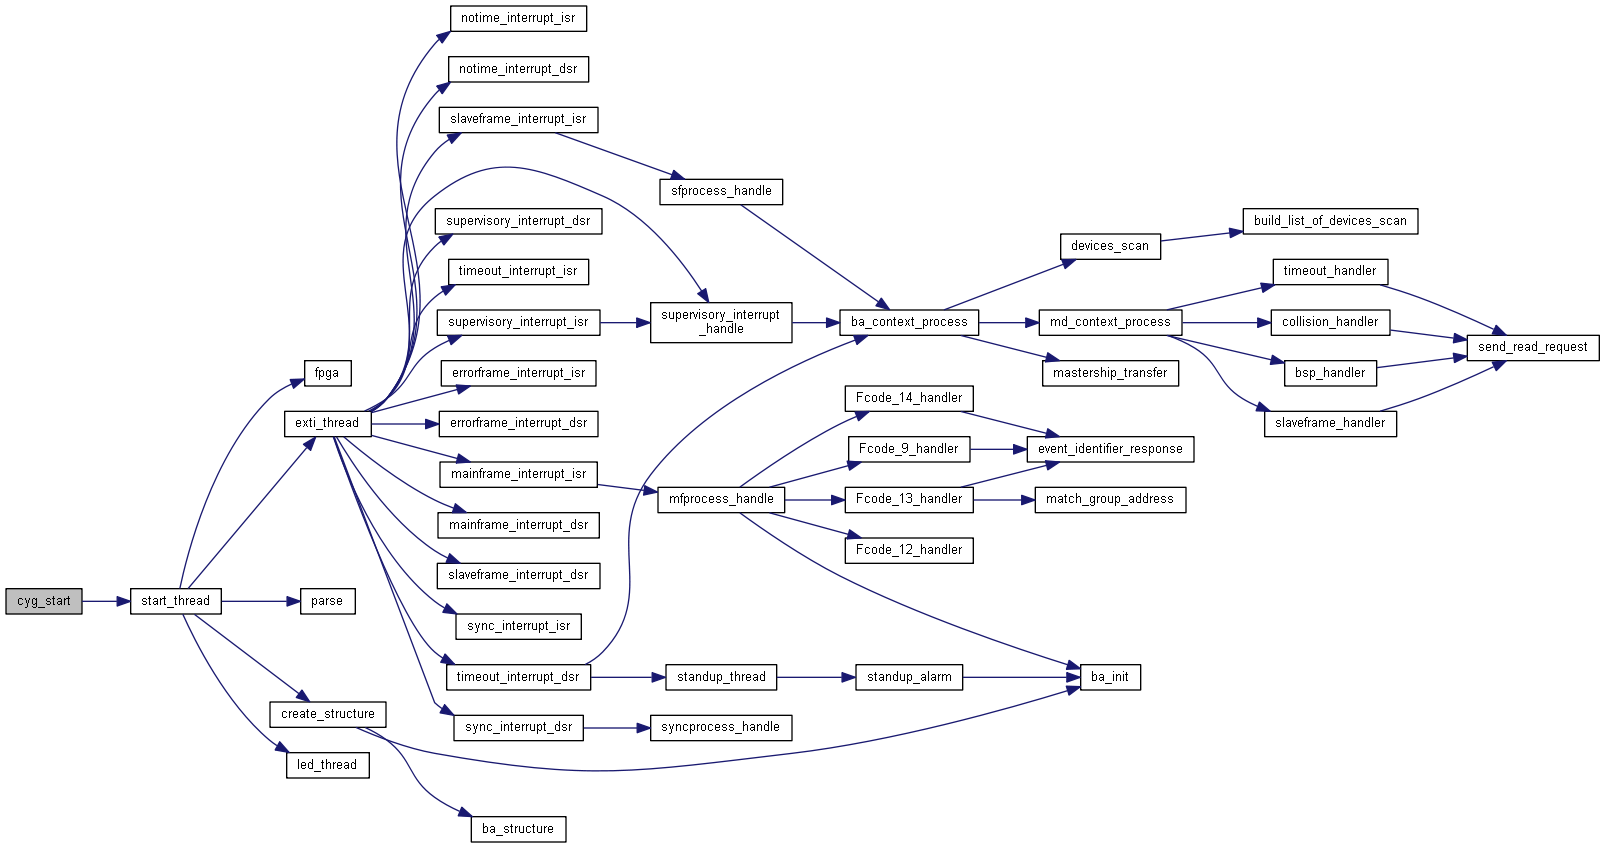 notime_interrupt_isr
notime_interrupt_dsr
slaveframe_interrupt_isr
sfprocess_handle
supervisory_interrupt_dsr
build_list_of_devices_scan
devices_scan
timeout_interrupt_isr
timeout_handler
supervisory_interrupt_isr
supervisory_interrupt
_handle
ba_context_process
md_context_process
collision_handler
send_read_request
fpga
errorframe_interrupt_isr
mastership_transfer
bsp_handler
Fcode_14_handler
exti_thread
errorframe_interrupt_dsr
slaveframe_handler
Fcode_9_handler
event_identifier_response
mainframe_interrupt_isr
mfprocess_handle
Fcode_13_handler
match_group_address
mainframe_interrupt_dsr
Fcode_12_handler
slaveframe_interrupt_dsr
cyg_start
start_thread
parse
sync_interrupt_isr
timeout_interrupt_dsr
standup_thread
standup_alarm
ba_init
create_structure
sync_interrupt_dsr
syncprocess_handle
led_thread
ba_structure